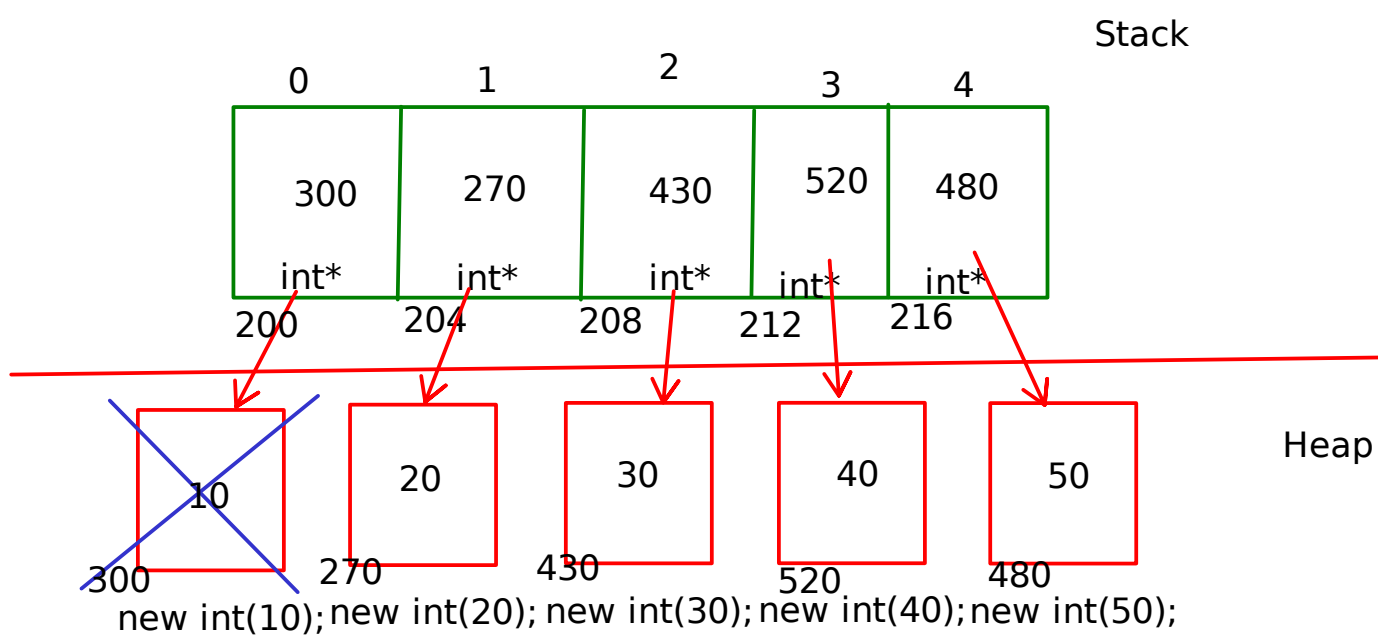 Stack
0 1 2 3 4
300 270 430 520 480
int* int* int* int* int*
200 204 208 212 216
Heap
10 20 30 40 50
300 270 430 520 480
new int(10); new int(20); new int(30); new int(40); new int(50);